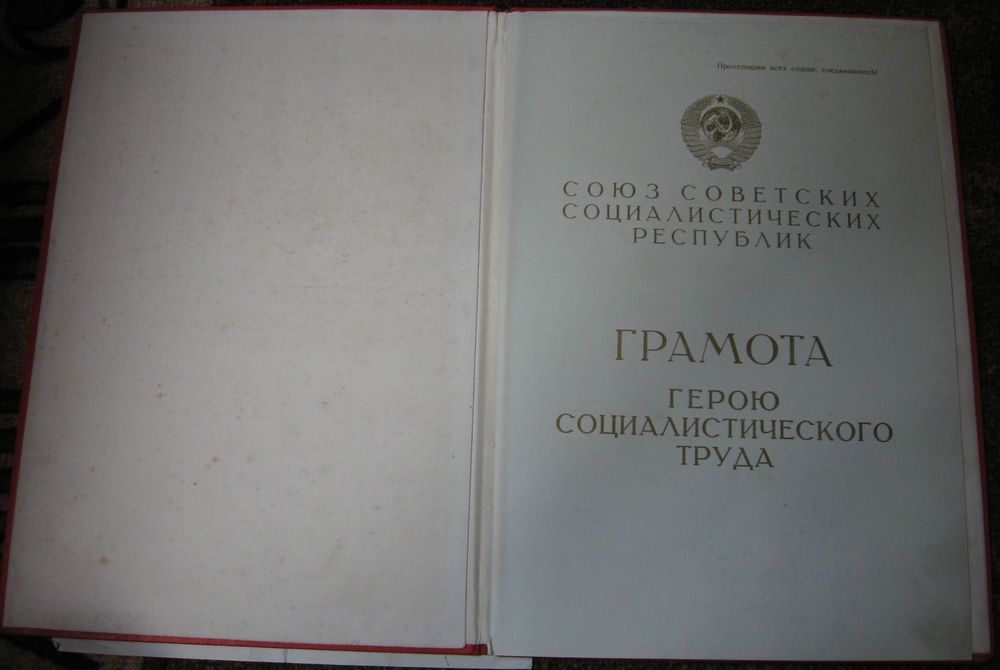 Пролетарии всех стран, соединяйтесь!
СОЮЗ СОВЕТСКИХ
СОЦИАЛИСТИЧЕСКИХ
РЕСПУБЛИК
ГРАМОТА
ГЕРОЮ
СОЦИАЛИСТИЧЕСКОГО
ТРУДА